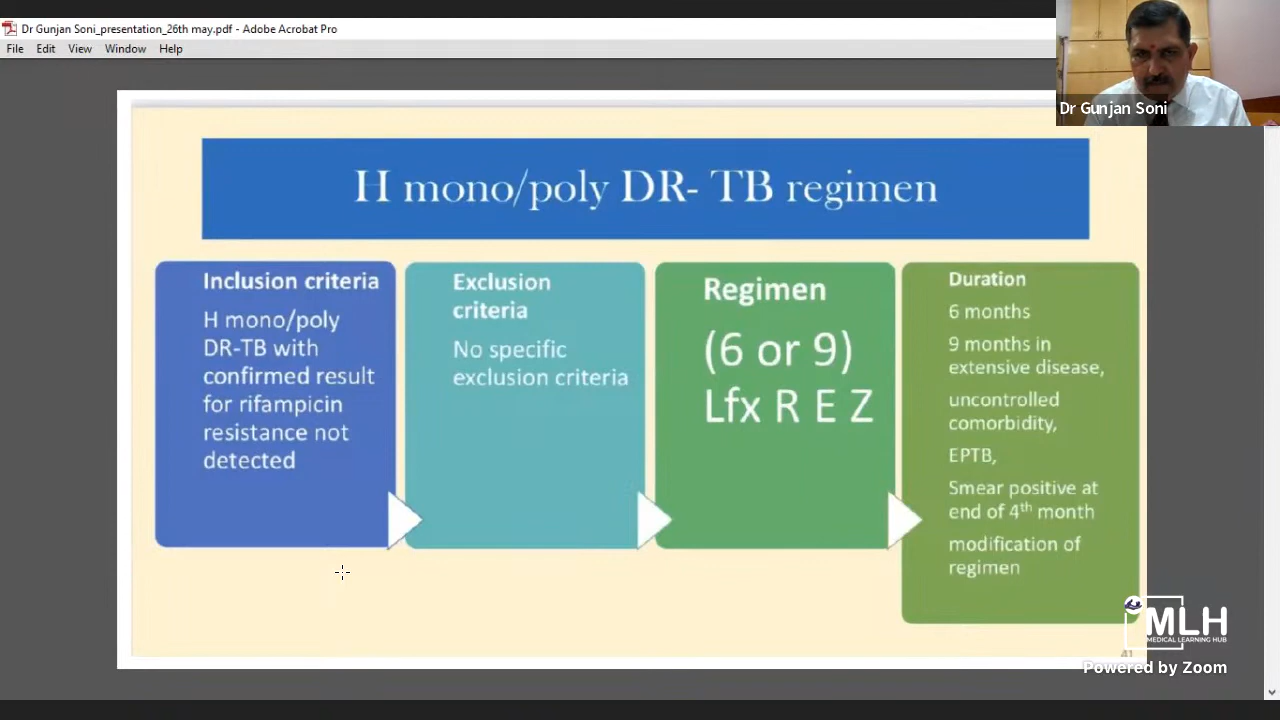 Dr Gunjan Soni_presentation_26th may.pdf - Adobe Acrobat Pro
File Edit View Window Help
Dr Gunjan Soni
H mono/poly DR- TB regimen
Inclusion criteria
H mono/poly
DR-TB with
confirmed result
for rifampicin
resistance not
detected
Exclusion
criteria
No specific
exclusion criteria
Regimen
(6 or 9)
Lfx R E Z
Duration
6 months
9 months in
extensive disease,
uncontrolled
comorbidity,
EPTB,
Smear positive at
end of 4th month
modification of
regimen
MLH
MEDICAL LEARNING HUB
41
Powered by Zoom